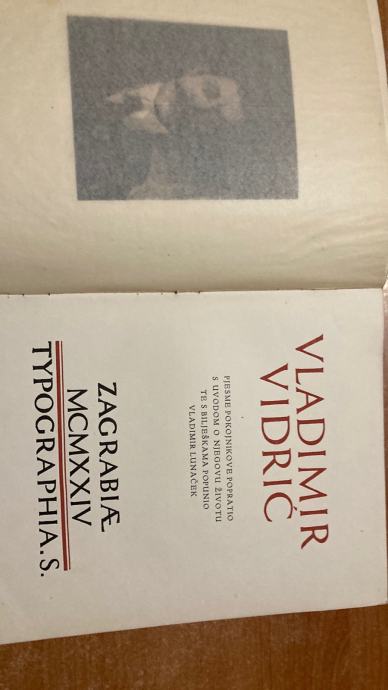 VLADIMIR
VIDRIĆ
PJESME POKOJNIKOVE POPRATIO
S UVODOM O NJEGOVU ŽIVOTU
TE S BILJEŠKAMA POPUNIO
VLADIMIR LUNAČEK
ZAGRABIÆ
MCMXXIV
TYPOGRAPHIA.S.